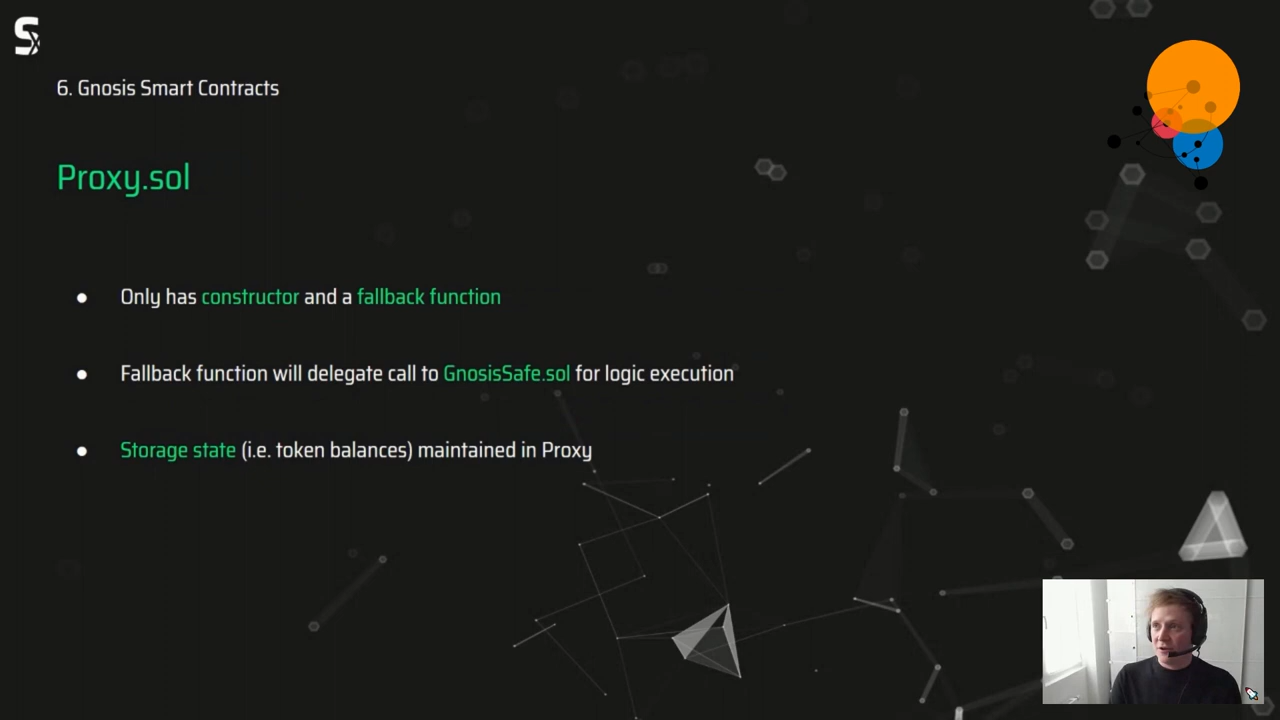 6. Gnosis Smart Contracts
Proxy.sol
● Only has constructor and a fallback function
● Fallback function will delegate call to GnosisSafe.sol for logic execution
● Storage state (i.e. token balances) maintained in Proxy